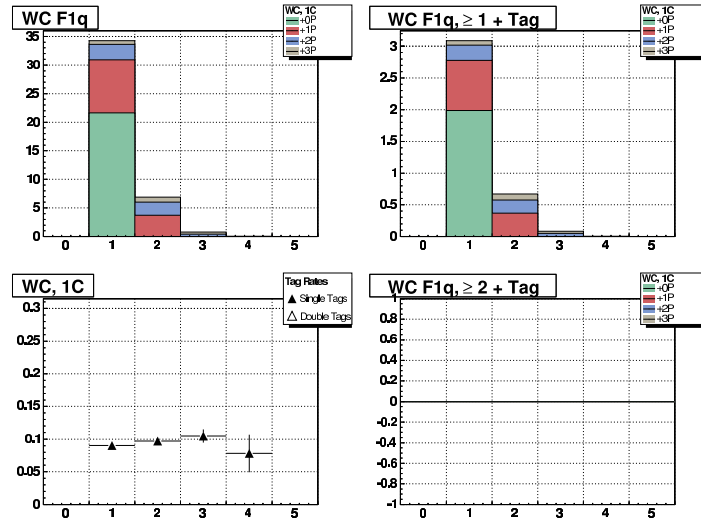 WC F1q
WC, 1C
+0P
+1P
+2P
+3P
35
30
25
20
15
10
5
0
0 1 2 3 4 5
WC F1q, ≥ 1 + Tag
WC, 1C
+0P
+1P
+2P
+3P
3
2.5
2
1.5
1
0.5
0
0 1 2 3 4 5
WC, 1C
Tag Rates
Single Tags
Double Tags
0.3
0.25
0.2
0.15
0.1
0.05
0
0 1 2 3 4 5
WC F1q, ≥ 2 + Tag
WC, 1C
+0P
+1P
+2P
+3P
1
0.8
0.6
0.4
0.2
0
-0.2
-0.4
-0.6
-0.8
-1
0 1 2 3 4 5